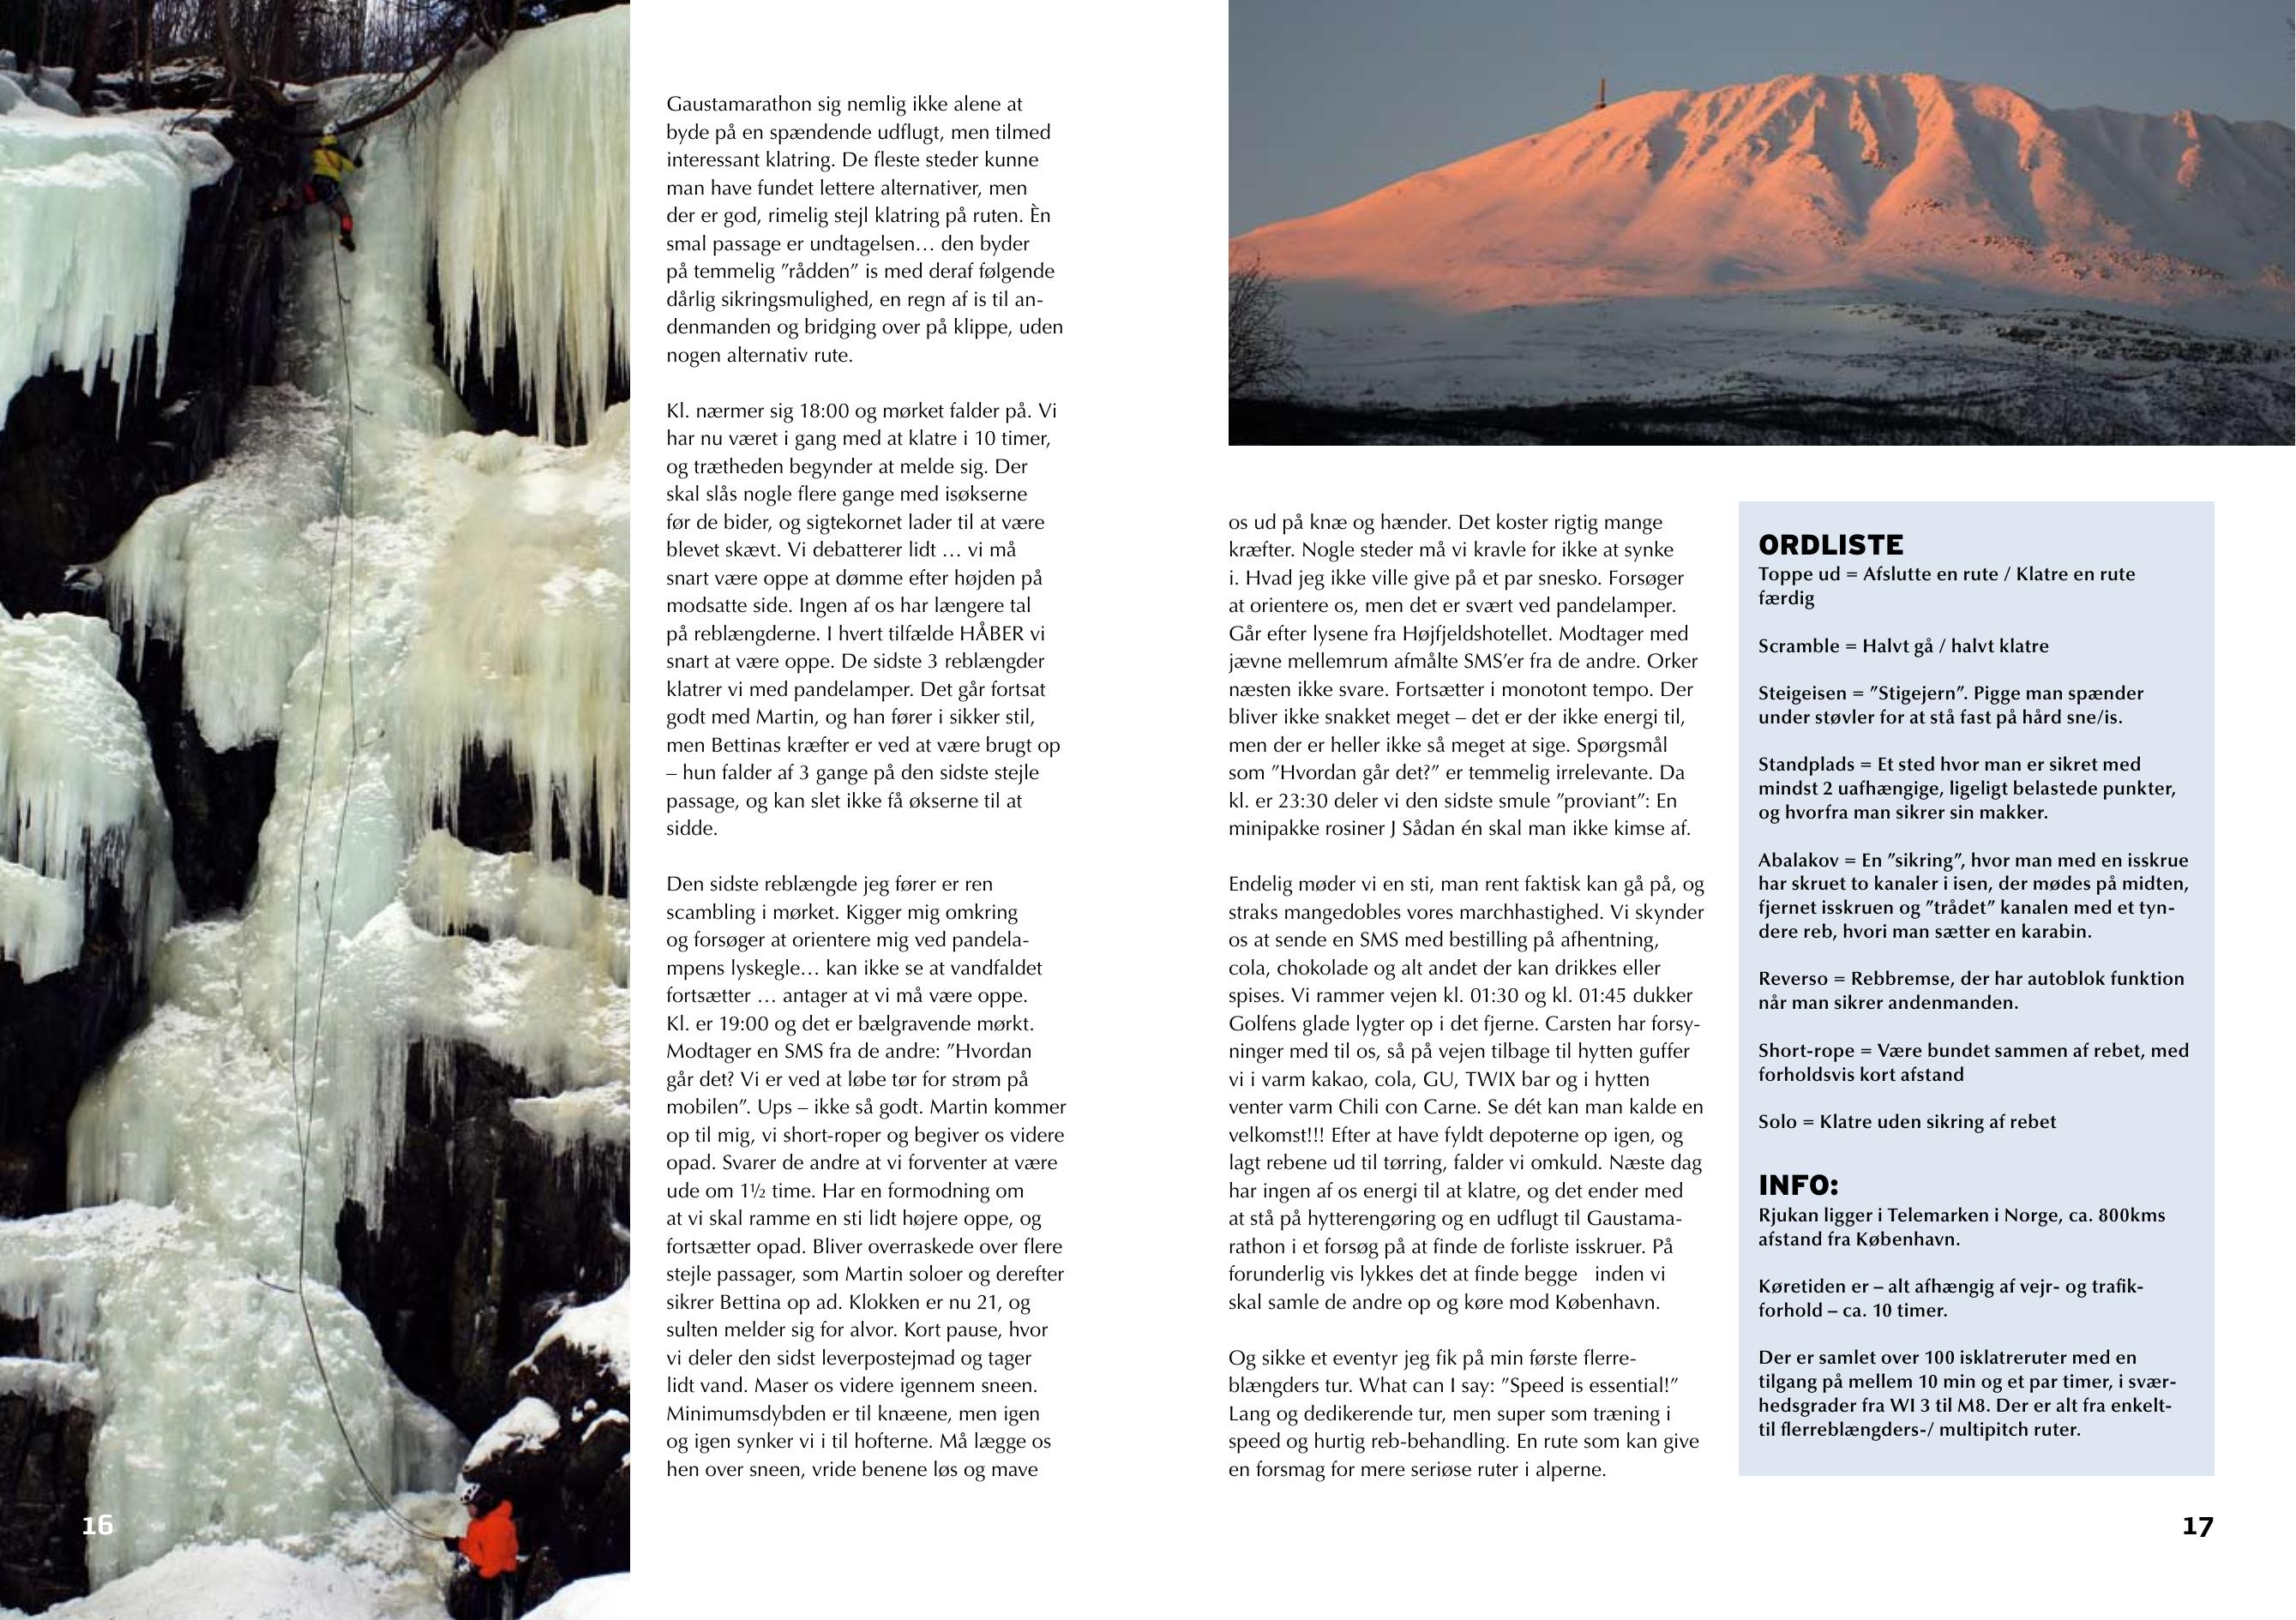 Gaustamarathon sig nemlig ikke alene at
byde på en spændende udflugt, men tilmed
interessant klatring. De fleste steder kunne
man have fundet lettere alternativer, men
der er god, rimelig stejl klatring på ruten. Èn
smal passage er undtagelsen… den byder
på temmelig ”rådden” is med deraf følgende
dårlig sikringsmulighed, en regn af is til an-
denmanden og bridging over på klippe, uden
nogen alternativ rute.
Kl. nærmer sig 18:00 og mørket falder på. Vi
har nu været i gang med at klatre i 10 timer,
og trætheden begynder at melde sig. Der
skal slås nogle flere gange med isøkserne
før de bider, og sigtekornet lader til at være
blevet skævt. Vi debatterer lidt … vi må
snart være oppe at dømme efter højden på
modsatte side. Ingen af os har længere tal
på reblængderne. I hvert tilfælde HÅBER vi
snart at være oppe. De sidste 3 reblængder
klatrer vi med pandelamper. Det går fortsat
godt med Martin, og han fører i sikker stil,
men Bettinas kræfter er ved at være brugt op
– hun falder af 3 gange på den sidste stejle
passage, og kan slet ikke få økserne til at
sidde.
Den sidste reblængde jeg fører er ren
scambling i mørket. Kigger mig omkring
og forsøger at orientere mig ved pandela-
mpens lyskegle… kan ikke se at vandfaldet
fortsætter … antager at vi må være oppe.
Kl. er 19:00 og det er bælgravende mørkt.
Modtager en SMS fra de andre: ”Hvordan
går det? Vi er ved at løbe tør for strøm på
mobilen”. Ups – ikke så godt. Martin kommer
op til mig, vi short-roper og begiver os videre
opad. Svarer de andre at vi forventer at være
ude om 1½ time. Har en formodning om
at vi skal ramme en sti lidt højere oppe, og
fortsætter opad. Bliver overraskede over flere
stejle passager, som Martin soloer og derefter
sikrer Bettina op ad. Klokken er nu 21, og
sulten melder sig for alvor. Kort pause, hvor
vi deler den sidst leverpostejmad og tager
lidt vand. Maser os videre igennem sneen.
Minimumsdybden er til knæene, men igen
og igen synker vi i til hofterne. Må lægge os
hen over sneen, vride benene løs og mave
16
os ud på knæ og hænder. Det koster rigtig mange
kræfter. Nogle steder må vi kravle for ikke at synke
i. Hvad jeg ikke ville give på et par snesko. Forsøger
at orientere os, men det er svært ved pandelamper.
Går efter lysene fra Højfjeldshotellet. Modtager med
jævne mellemrum afmålte SMS’er fra de andre. Orker
næsten ikke svare. Fortsætter i monotont tempo. Der
bliver ikke snakket meget – det er der ikke energi til,
men der er heller ikke så meget at sige. Spørgsmål
som ”Hvordan går det?” er temmelig irrelevante. Da
kl. er 23:30 deler vi den sidste smule ”proviant”: En
minipakke rosiner J Sådan én skal man ikke kimse af.
Endelig møder vi en sti, man rent faktisk kan gå på, og
straks mangedobles vores marchhastighed. Vi skynder
os at sende en SMS med bestilling på afhentning,
cola, chokolade og alt andet der kan drikkes eller
spises. Vi rammer vejen kl. 01:30 og kl. 01:45 dukker
Golfens glade lygter op i det fjerne. Carsten har forsy-
ninger med til os, så på vejen tilbage til hytten guffer
vi i varm kakao, cola, GU, TWIX bar og i hytten
venter varm Chili con Carne. Se dét kan man kalde en
velkomst!!! Efter at have fyldt depoterne op igen, og
lagt rebene ud til tørring, falder vi omkuld. Næste dag
har ingen af os energi til at klatre, og det ender med
at stå på hytterengøring og en udflugt til Gaustama-
rathon i et forsøg på at finde de forliste isskruer. På
forunderlig vis lykkes det at finde begge   inden vi
skal samle de andre op og køre mod København.
Og sikke et eventyr jeg fik på min første flerre-
blængders tur. What can I say: ”Speed is essential!”
Lang og dedikerende tur, men super som træning i
speed og hurtig reb-behandling. En rute som kan give
en forsmag for mere seriøse ruter i alperne.
ORDLISTE
Toppe ud = Afslutte en rute / Klatre en rute
færdig
Scramble = Halvt gå / halvt klatre
Steigeisen = ”Stigejern”. Pigge man spænder
under støvler for at stå fast på hård sne/is.
Standplads = Et sted hvor man er sikret med
mindst 2 uafhængige, ligeligt belastede punkter,
og hvorfra man sikrer sin makker.
Abalakov = En ”sikring”, hvor man med en isskrue
har skruet to kanaler i isen, der mødes på midten,
fjernet isskruen og ”trådet” kanalen med et tyn-
dere reb, hvori man sætter en karabin.
Reverso = Rebbremse, der har autoblok funktion
når man sikrer andenmanden.
Short-rope = Være bundet sammen af rebet, med
forholdsvis kort afstand
Solo = Klatre uden sikring af rebet
INFO:
Rjukan ligger i Telemarken i Norge, ca. 800kms
afstand fra København.
Køretiden er – alt afhængig af vejr- og trafik-
forhold – ca. 10 timer.
Der er samlet over 100 isklatreruter med en
tilgang på mellem 10 min og et par timer, i svær-
hedsgrader fra WI 3 til M8. Der er alt fra enkelt-
til flerreblængders-/ multipitch ruter.
17